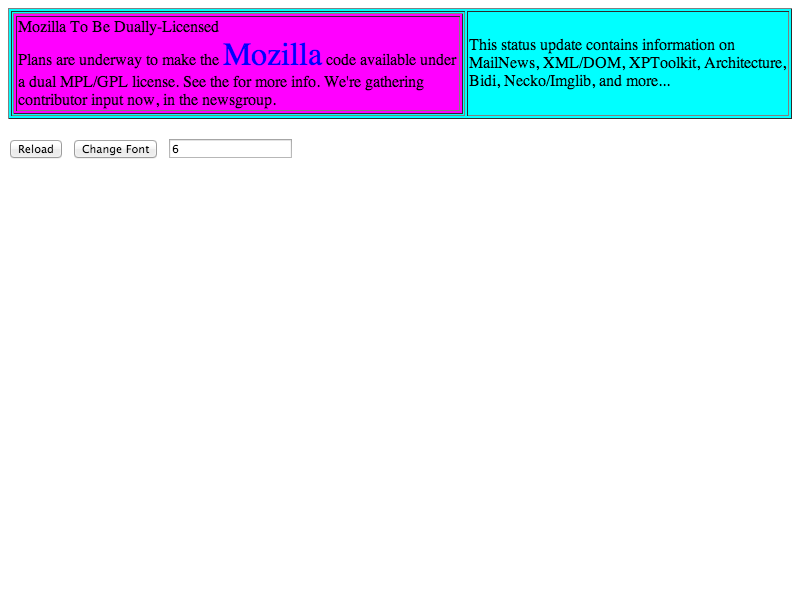 Mozilla To Be Dually-Licensed
Plans are underway to make the Mozilla code available under
a dual MPL/GPL license. See the for more info. We're gathering
contributor input now, in the newsgroup.
This status update contains information on
MailNews, XML/DOM, XPToolkit, Architecture,
Bidi, Necko/Imglib, and more...
Reload Change Font 6